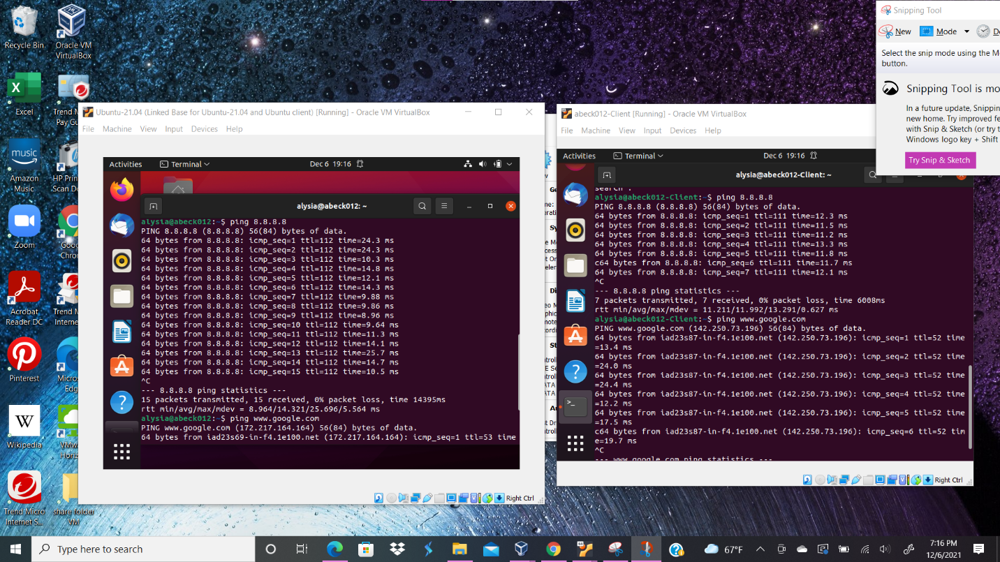 Recycle Bin
Oracle VM
VirtualBox
Excel
Trend M
Pay Gu
music
Amazon
Music
HP Prin
Scan Do
Zoom
Goog
Chro
Acrobat
Reader DC
Trend M
Interne
Pinterest
Micros
Edg
W
Wikipedia
VMw
Horiz
Trend Micro
Internet S...
share folder
VM
Ubuntu-21.04 (Linked Base for Ubuntu-21.04 and Ubuntu client) [Running] - Oracle VM VirtualBox
File Machine View Input Devices Help
Activities Terminal Dec 6 19:16
alysia@abeck012: ~
alysia@abeck012:~$ ping 8.8.8.8
PING 8.8.8.8 (8.8.8.8) 56(84) bytes of data.
64 bytes from 8.8.8.8: icmp_seq=1 ttl=112 time=24.3 ms
64 bytes from 8.8.8.8: icmp_seq=2 ttl=112 time=24.3 ms
64 bytes from 8.8.8.8: icmp_seq=3 ttl=112 time=10.3 ms
64 bytes from 8.8.8.8: icmp_seq=4 ttl=112 time=14.8 ms
64 bytes from 8.8.8.8: icmp_seq=5 ttl=112 time=12.1 ms
64 bytes from 8.8.8.8: icmp_seq=6 ttl=112 time=14.3 ms
64 bytes from 8.8.8.8: icmp_seq=7 ttl=112 time=9.88 ms
64 bytes from 8.8.8.8: icmp_seq=8 ttl=112 time=9.86 ms
64 bytes from 8.8.8.8: icmp_seq=9 ttl=112 time=8.96 ms
64 bytes from 8.8.8.8: icmp_seq=10 ttl=112 time=9.64 ms
64 bytes from 8.8.8.8: icmp_seq=11 ttl=112 time=11.3 ms
64 bytes from 8.8.8.8: icmp_seq=12 ttl=112 time=14.1 ms
64 bytes from 8.8.8.8: icmp_seq=13 ttl=112 time=25.7 ms
64 bytes from 8.8.8.8: icmp_seq=14 ttl=112 time=14.7 ms
64 bytes from 8.8.8.8: icmp_seq=15 ttl=112 time=10.5 ms
^C
--- 8.8.8.8 ping statistics ---
15 packets transmitted, 15 received, 0% packet loss, time 14395ms
rtt min/avg/max/mdev = 8.964/14.321/25.696/5.564 ms
alysia@abeck012:~$ ping www.google.com
PING www.google.com (172.217.164.164) 56(84) bytes of data.
64 bytes from iad23s69-in-f4.1e100.net (172.217.164.164): icmp_seq=1 ttl=53 time
Right Ctrl
abeck012-Client [Running] - Oracle VM VirtualBox
File Machine View Input Devices Help
Activities Terminal Dec 6 19:16
alysia@abeck012-Client: ~
search .
alysia@abeck012-Client:~$ ping 8.8.8.8
PING 8.8.8.8 (8.8.8.8) 56(84) bytes of data.
64 bytes from 8.8.8.8: icmp_seq=1 ttl=111 time=12.3 ms
64 bytes from 8.8.8.8: icmp_seq=2 ttl=111 time=11.5 ms
64 bytes from 8.8.8.8: icmp_seq=3 ttl=111 time=11.2 ms
64 bytes from 8.8.8.8: icmp_seq=4 ttl=111 time=13.3 ms
64 bytes from 8.8.8.8: icmp_seq=5 ttl=111 time=11.8 ms
c64 bytes from 8.8.8.8: icmp_seq=6 ttl=111 time=11.7 ms
64 bytes from 8.8.8.8: icmp_seq=7 ttl=111 time=12.1 ms
^C
--- 8.8.8.8 ping statistics ---
7 packets transmitted, 7 received, 0% packet loss, time 6008ms
rtt min/avg/max/mdev = 11.211/11.992/13.291/0.627 ms
alysia@abeck012-Client:~$ ping www.google.com
PING www.google.com (142.250.73.196) 56(84) bytes of data.
64 bytes from iad23s87-in-f4.1e100.net (142.250.73.196): icmp_seq=1 ttl=52 time
=13.4 ms
64 bytes from iad23s87-in-f4.1e100.net (142.250.73.196): icmp_seq=2 ttl=52 time
=24.0 ms
64 bytes from iad23s87-in-f4.1e100.net (142.250.73.196): icmp_seq=3 ttl=52 time
=24.4 ms
64 bytes from iad23s87-in-f4.1e100.net (142.250.73.196): icmp_seq=4 ttl=52 time
=12.2 ms
64 bytes from iad23s87-in-f4.1e100.net (142.250.73.196): icmp_seq=5 ttl=52 time
=17.5 ms
c64 bytes from iad23s87-in-f4.1e100.net (142.250.73.196): icmp_seq=6 ttl=52 tim
e=19.7 ms
^C
--- www.google.com ping statistics ---
Right Ctrl
Snipping Tool
New Mode De
Select the snip mode using the Mo
button.
Snipping Tool is mo
In a future update, Snippin
new home. Try improved fe
with Snip & Sketch (or try t
Windows logo key + Shift
Try Snip & Sketch
Type here to search
67°F
7:16 PM
12/6/2021